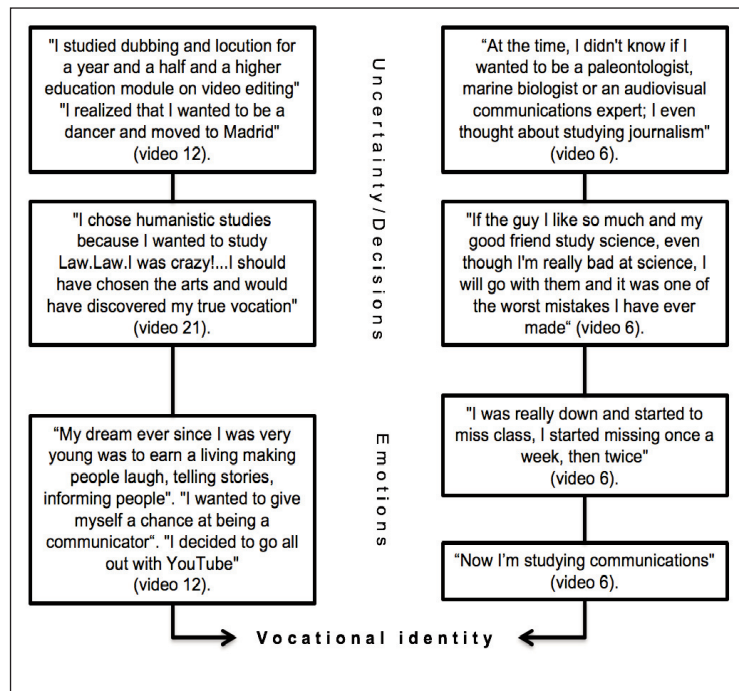 "I studied dubbing and locution for
a year and a half and a higher
education module on video editing"
"I realized that I wanted to be a
dancer and moved to Madrid"
(video 12).
"I chose humanistic studies
because I wanted to study
Law.Law.I was crazy!...I should
have chosen the arts and would
have discovered my true vocation"
(video 21).
“My dream ever since I was very
young was to earn a living making
people laugh, telling stories,
informing people". "I wanted to give
myself a chance at being a
communicator“. "I decided to go all
out with YouTube"
(video 12).
Uncertainty/Decisions
Emotions
“At the time, I didn't know if I
wanted to be a paleontologist,
marine biologist or an audiovisual
communications expert; I even
thought about studying journalism"
(video 6).
"If the guy I like so much and my
good friend study science, even
though I'm really bad at science, I
will go with them and it was one of
the worst mistakes I have ever
made“ (video 6).
"I was really down and started to
miss class, I started missing once a
week, then twice"
(video 6).
“Now I’m studying communications"
(video 6).
Vocational identity